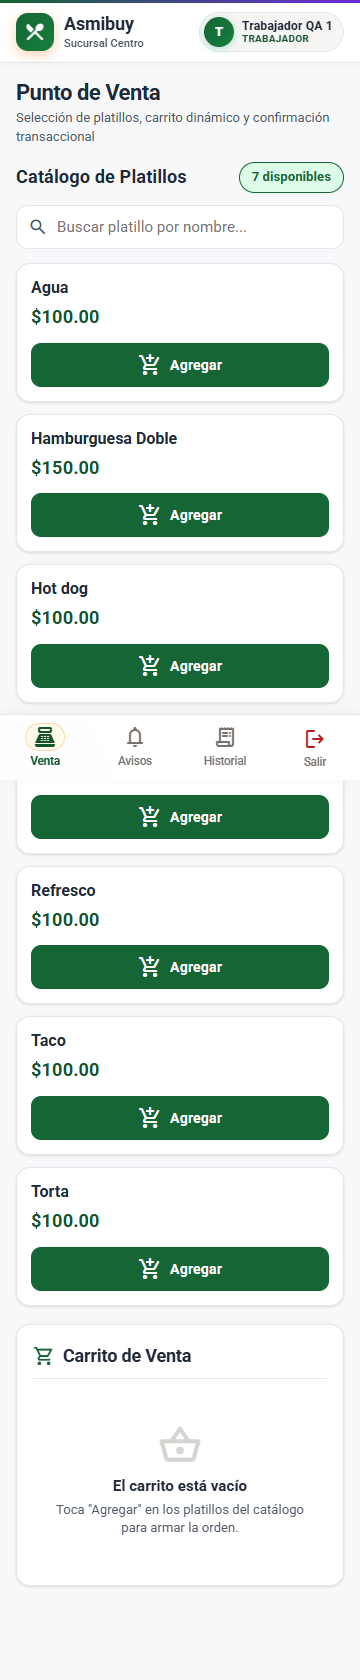 Asmibuy
Sucursal Centro
T
Trabajador QA 1
TRABAJADOR
Punto de Venta
Selección de platillos, carrito dinámico y confirmación
transaccional
Catálogo de Platillos
7 disponibles
Buscar platillo por nombre...
Agua
$100.00
Agregar
Hamburguesa Doble
$150.00
Agregar
Hot dog
$100.00
Agregar
Venta
Avisos
Historial
Salir
Agregar
Refresco
$100.00
Agregar
Taco
$100.00
Agregar
Torta
$100.00
Agregar
Carrito de Venta
El carrito está vacío
Toca "Agregar" en los platillos del catálogo
para armar la orden.